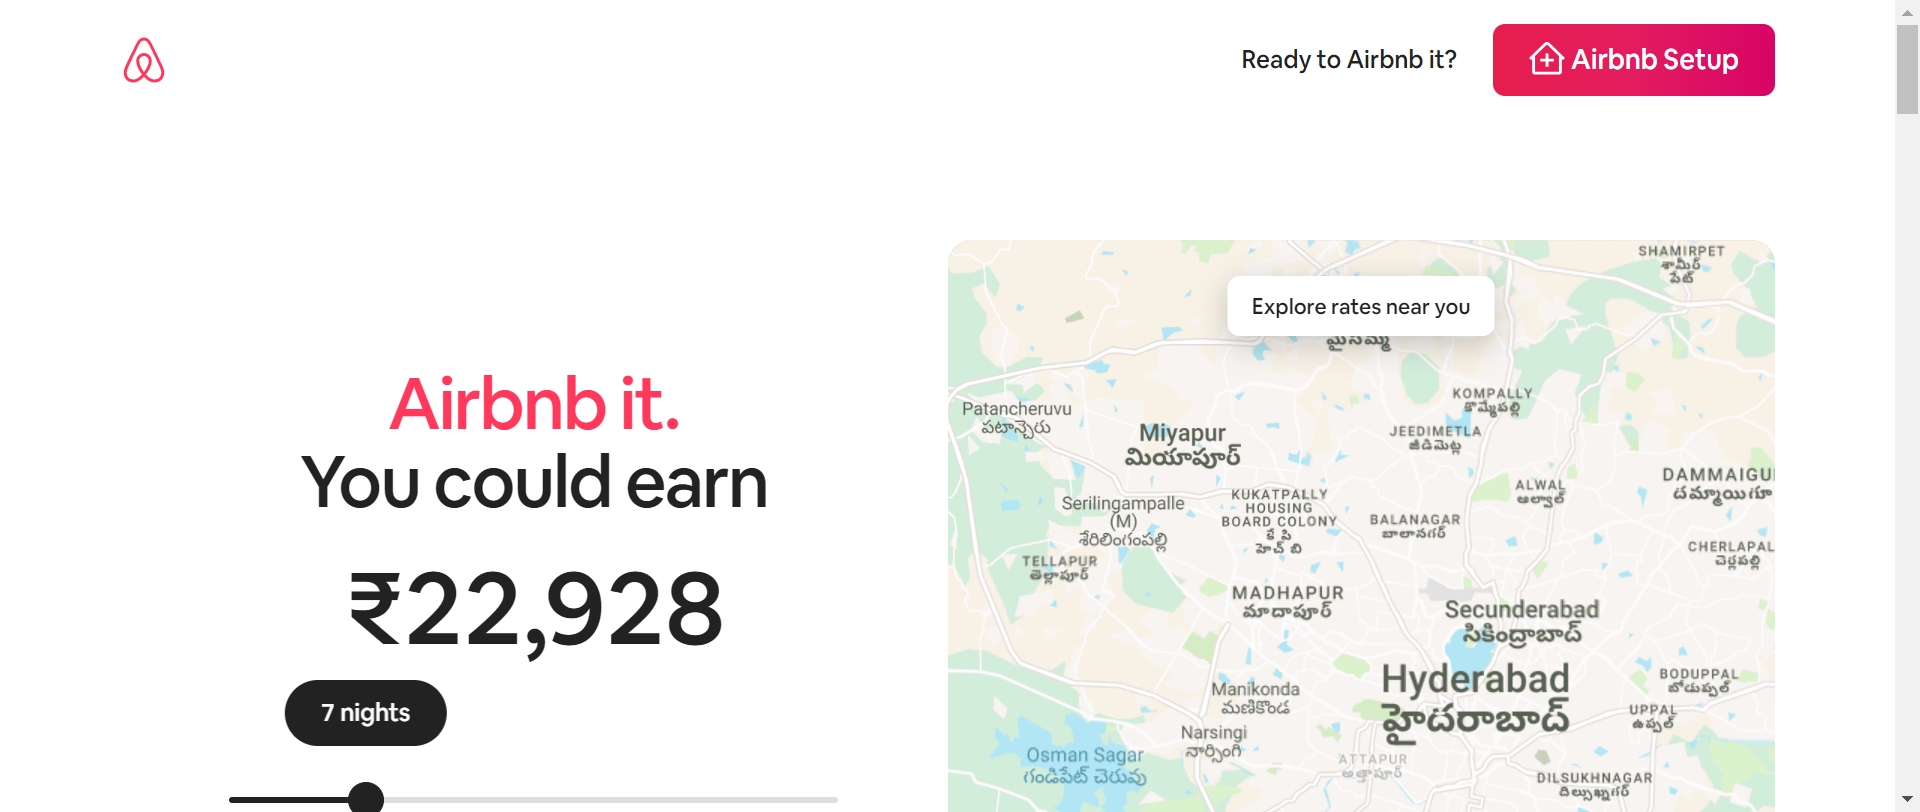 Ready to Airbnb it?
Airbnb Setup
Airbnb it.
You could earn
₹22,928
7 nights
Explore rates near you
SHAMIRPET
శామీర్
పేట్
మైసమ్మ
KOMPALLY
కొమ్పల్లి
Patancheruvu
పటాన్చెరు
Miyapur
మియాపూర్
JEEDIMETLA
జీడిమెట్ల
DAMMAIGU
దమ్మాయిగూ
ALWAL
ఆల్వాల్
Serilingampalle
(M)
శేరిలింగంపల్లి
KUKATPALLY
HOUSING
BOARD COLONY
కే పి
హెచ్ బి
BALANAGAR
బాలానగర్
CHERLAPAL
చెర్లపల్లి
TELLAPUR
తెల్లాపూర్
MADHAPUR
మాదాపూర్
Secunderabad
సికింద్రాబాద్
Hyderabad
హైదరాబాద్
BODUPPAL
బోడుప్పల్
Manikonda
మణికొండ
UPPAL
ఉప్పల్
Narsingi
నార్సింగి
Osman Sagar
గండిపేట్ చెరువు
ATTAPUR
అత్తాపూర్
DILSUKHNAGAR
దిల్సుఖ్నగర్